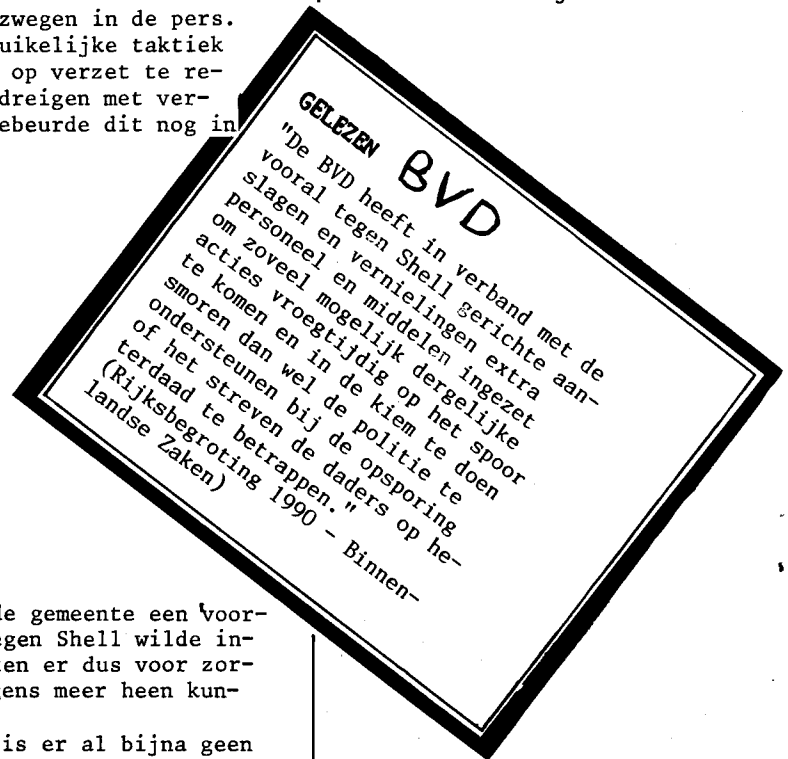 zwegen in de pers.
uikelijke taktiek
op verzet te re-
dreigen met ver-
ebeurde dit nog in
GELEZEN BVD
"De BVD heeft in verband met de
vooral tegen Shell gerichte aan-
slagen en vernielingen extra
personeel en middelen ingezet
om zoveel mogelijk dergelijke
acties vroegtijdig op het spoor
te komen en in de kiem te doen
smoren dan wel de politie te
ondersteunen bij de opsporing
of het streven de daders op he-
terdaad te betrappen."
(Rijksbegroting 1990 - Binnen-
landse Zaken)
de gemeente een voor-
egen Shell wilde in-
en er dus voor zor-
gens meer heen kun-
is er al bijna geen